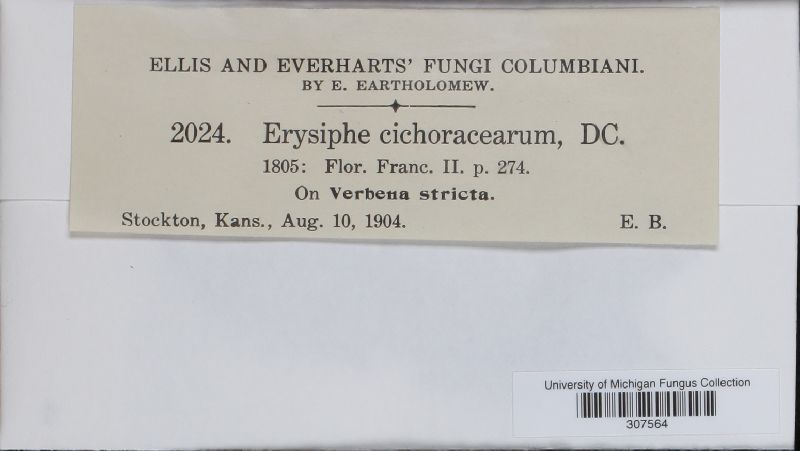 ELLIS AND EVERHARTS' FUNGI COLUMBIANI.
BY E. EARTHOLOMEW.
2024. Erysiphe cichoracearum, DC.
1805: Flor. Franc. II. p. 274.
On Verbena stricta.
Stockton, Kans., Aug. 10, 1904. E. B.
University of Michigan Fungus Collection
307564